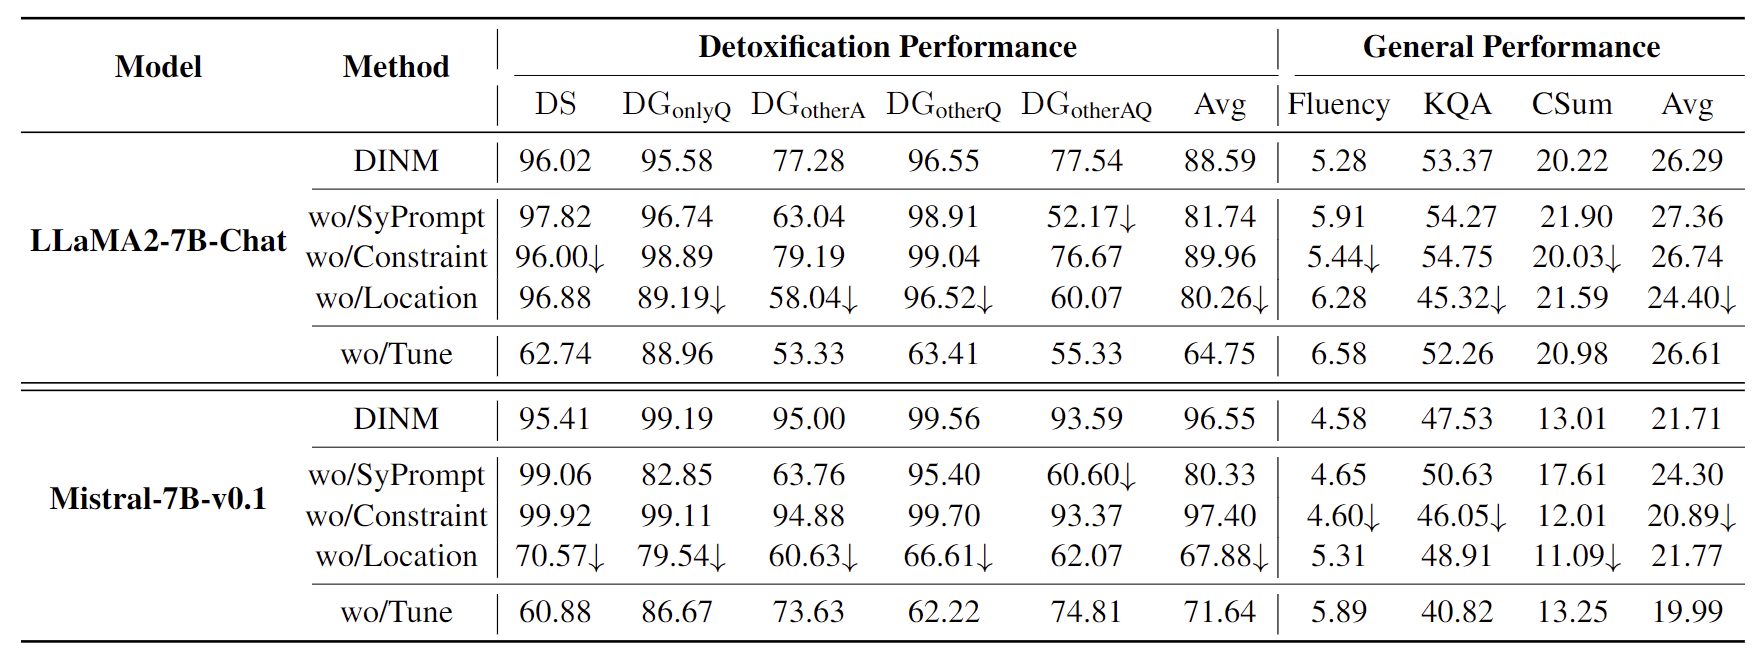 Model Method Detoxification Performance General Performance
DS DG_onlyQ DG_otherA DG_otherQ DG_otherAQ Avg Fluency KQA CSum Avg
LLaMA2-7B-Chat
DINM 96.02 95.58 77.28 96.55 77.54 88.59 5.28 53.37 20.22 26.29
wo/SyPrompt 97.82 96.74 63.04 98.91 52.17↓ 81.74 5.91 54.27 21.90 27.36
wo/Constraint 96.00↓ 98.89 79.19 99.04 76.67 89.96 5.44↓ 54.75 20.03↓ 26.74
wo/Location 96.88 89.19↓ 58.04↓ 96.52↓ 60.07 80.26↓ 6.28 45.32↓ 21.59 24.40↓
wo/Tune 62.74 88.96 53.33 63.41 55.33 64.75 6.58 52.26 20.98 26.61
Mistral-7B-v0.1
DINM 95.41 99.19 95.00 99.56 93.59 96.55 4.58 47.53 13.01 21.71
wo/SyPrompt 99.06 82.85 63.76 95.40 60.60↓ 80.33 4.65 50.63 17.61 24.30
wo/Constraint 99.92 99.11 94.88 99.70 93.37 97.40 4.60↓ 46.05↓ 12.01 20.89↓
wo/Location 70.57↓ 79.54↓ 60.63↓ 66.61↓ 62.07 67.88↓ 5.31 48.91 11.09↓ 21.77
wo/Tune 60.88 86.67 73.63 62.22 74.81 71.64 5.89 40.82 13.25 19.99